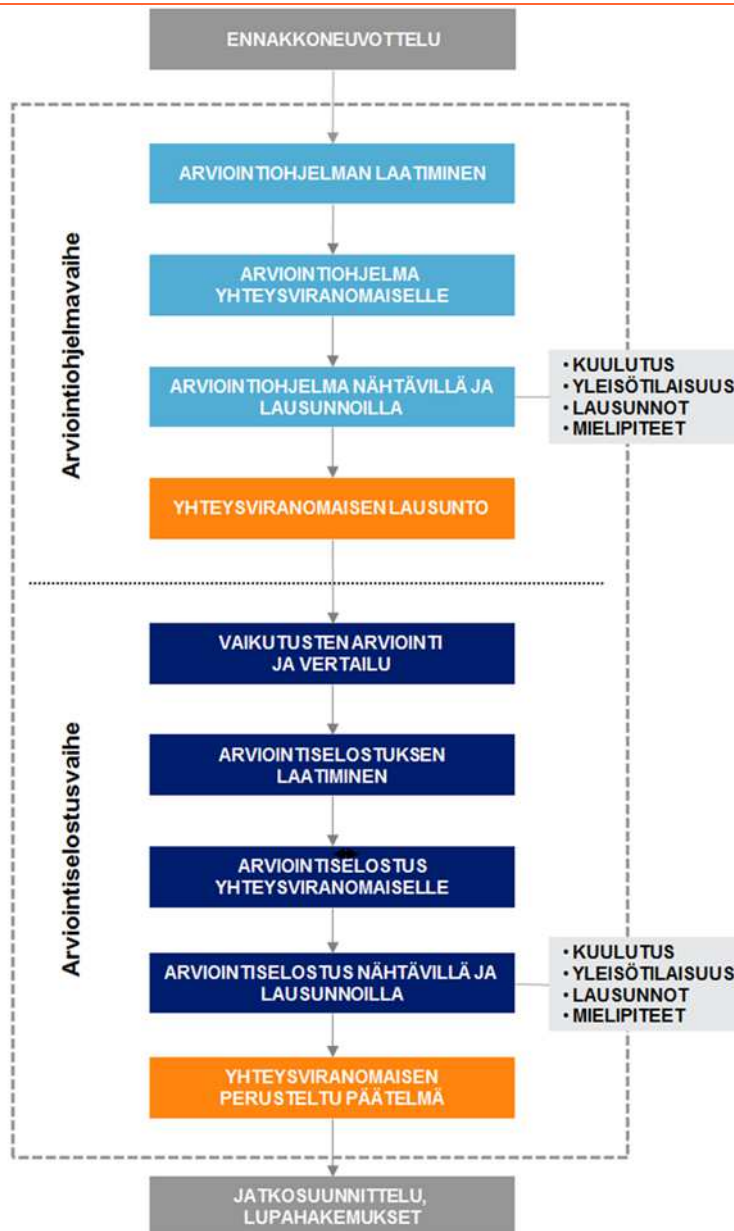 ENNAKKONEUVOTTELU
Arviointiohjelmavaihe
ARVIOINTIOHJELMAN LAATIMINEN
ARVIOINTIOHJELMA
YHTEYSVIRANOMAISELLE
ARVIOINTIOHJELMA NÄHTÄVILLÄ JA
LAUSUNNOILLA
• KUULUTUS
• YLEISÖTILAISUUS
• LAUSUNNOT
• MIELIPITEET
YHTEYSVIRANOMAISEN LAUSUNTO
Arviointiselostusvaihe
VAIKUTUSTEN ARVIOINTI
JA VERTAILU
ARVIOINTISELOSTUKSEN
LAATIMINEN
ARVIOINTISELOSTUS
YHTEYSVIRANOMAISELLE
ARVIOINTISELOSTUS NÄHTÄVILLÄ JA
LAUSUNNOILLA
• KUULUTUS
• YLEISÖTILAISUUS
• LAUSUNNOT
• MIELIPITEET
YHTEYSVIRANOMAISEN
PERUSTELTU PÄÄTELMÄ
JATKOSUUNNITTELU,
LUPAHAKEMUKSET